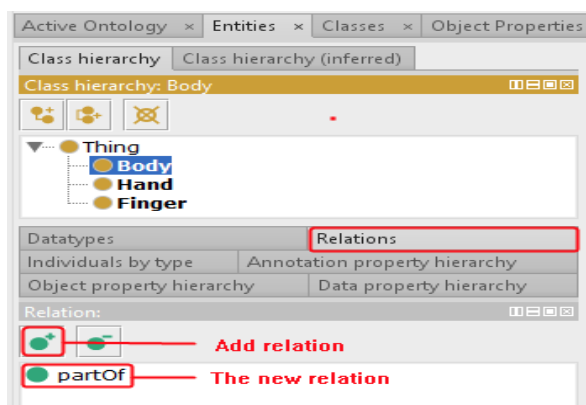 Active Ontology × Entities × Classes × Object Properties
Class hierarchy Class hierarchy (inferred)
Class hierarchy: Body
Thing
Body
Hand
Finger
Datatypes Relations
Individuals by type Annotation property hierarchy
Object property hierarchy Data property hierarchy
Relation:
Add relation
partOf The new relation